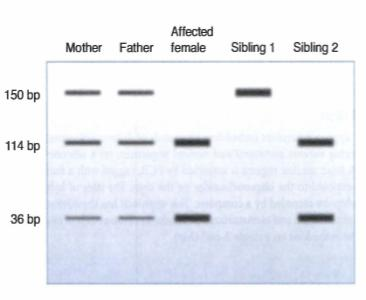 Affected
Mother Father female Sibling 1 Sibling 2
150 bp
114 bp
36 bp